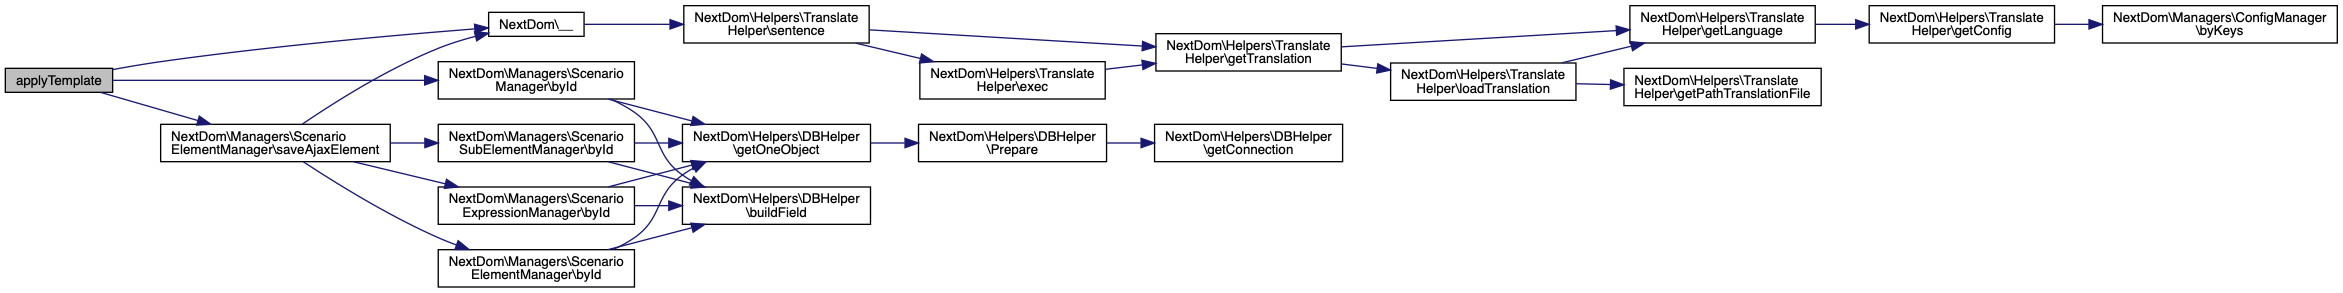 applyTemplate
NextDom\__
NextDom\Managers\Scenario
Manager\byId
NextDom\Managers\Scenario
ElementManager\saveAjaxElement
NextDom\Managers\Scenario
SubElementManager\byId
NextDom\Managers\Scenario
ExpressionManager\byId
NextDom\Managers\Scenario
ElementManager\byId
NextDom\Helpers\Translate
Helper\sentence
NextDom\Helpers\DBHelper
\getOneObject
NextDom\Helpers\DBHelper
\buildField
NextDom\Helpers\Translate
Helper\exec
NextDom\Helpers\DBHelper
\Prepare
NextDom\Helpers\Translate
Helper\getTranslation
NextDom\Helpers\DBHelper
\getConnection
NextDom\Helpers\Translate
Helper\loadTranslation
NextDom\Helpers\Translate
Helper\getLanguage
NextDom\Helpers\Translate
Helper\getPathTranslationFile
NextDom\Helpers\Translate
Helper\getConfig
NextDom\Managers\ConfigManager
\byKeys